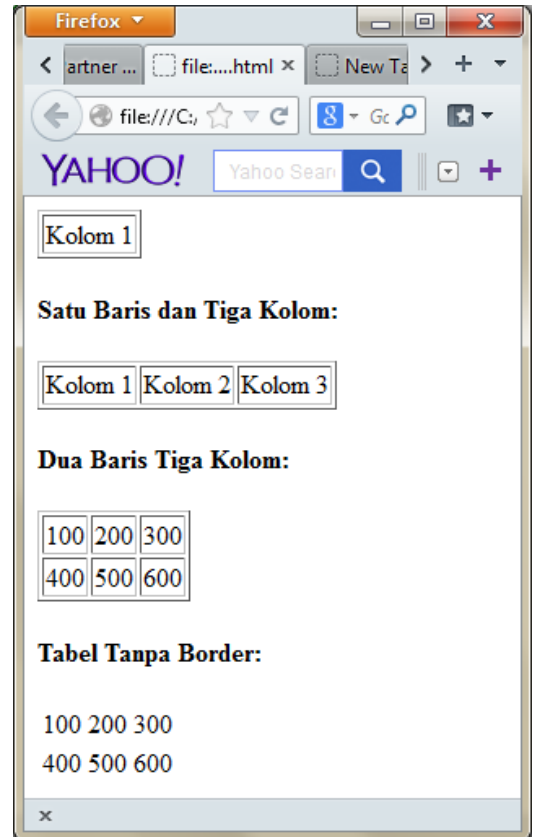 Firefox
artner ... file:....html × New Ta
file:///C:/ 8 Gc
YAHOO! Yahoo Sear
Kolom 1
Satu Baris dan Tiga Kolom:
Kolom 1 Kolom 2 Kolom 3
Dua Baris Tiga Kolom:
100 200 300
400 500 600
Tabel Tanpa Border:
100 200 300
400 500 600